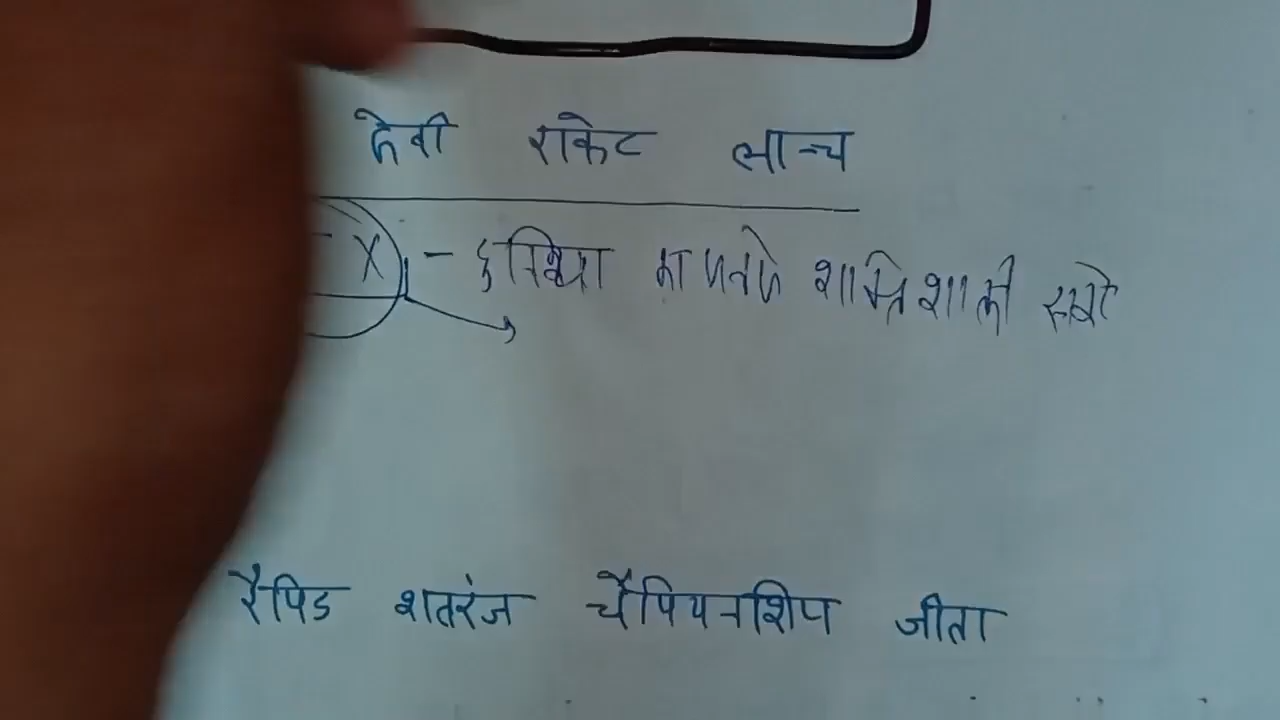 हेवी राकेट लान्च
X) - दुनिया का सबसे शक्तिशाली
रैपिड शतरंज चैंपियनशिप जीता